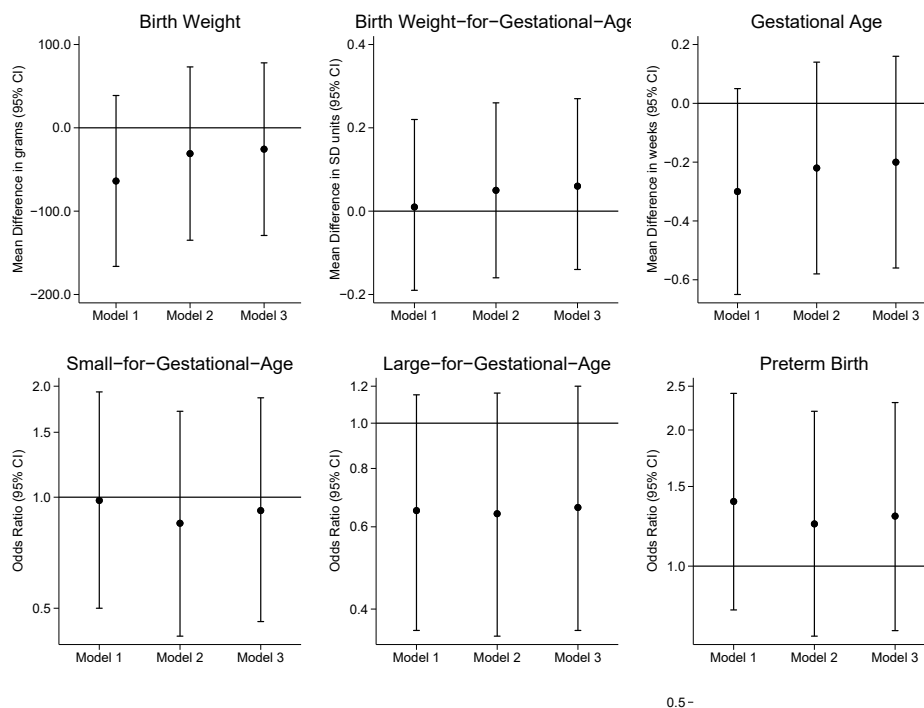 Birth Weight
Mean Difference in grams (95% CI)
100.0
0.0
−100.0
−200.0
Model 1 Model 2 Model 3
Birth Weight−for−Gestational−Age
Mean Difference in SD units (95% CI)
0.4
0.2
0.0
−0.2
Model 1 Model 2 Model 3
Gestational Age
Mean Difference in weeks (95% CI)
0.2
0.0
−0.2
−0.4
−0.6
Model 1 Model 2 Model 3
Small−for−Gestational−Age
Odds Ratio (95% CI)
2.0
1.5
1.0
0.5
Model 1 Model 2 Model 3
Large−for−Gestational−Age
Odds Ratio (95% CI)
1.2
1.0
0.8
0.6
0.4
Model 1 Model 2 Model 3
Preterm Birth
Odds Ratio (95% CI)
2.5
2.0
1.5
1.0
Model 1 Model 2 Model 3
0.5